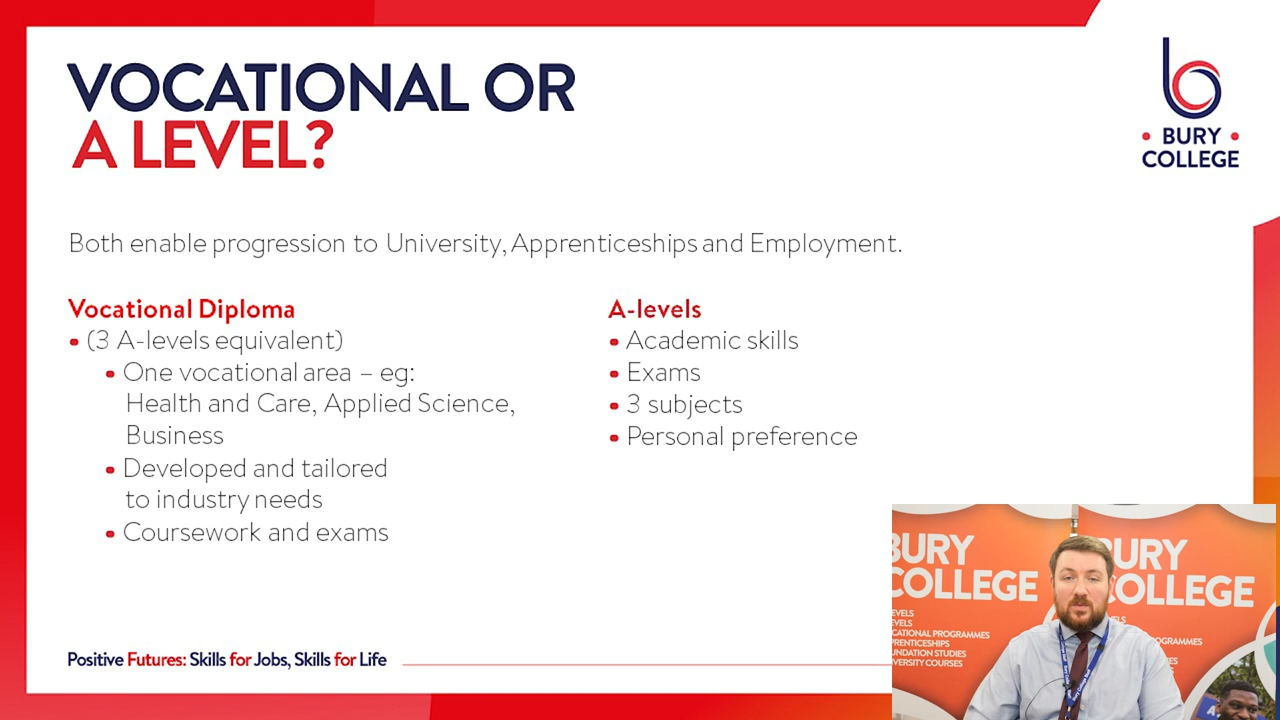 VOCATIONAL OR
A LEVEL?
BURY
COLLEGE
Both enable progression to University, Apprenticeships and Employment.
Vocational Diploma
(3 A-levels equivalent)
One vocational area – eg:
Health and Care, Applied Science,
Business
Developed and tailored
to industry needs
Coursework and exams
A-levels
Academic skills
Exams
3 subjects
Personal preference
Positive Futures: Skills for Jobs, Skills for Life
BURY
COLLEGE
BURY
COLLEGE